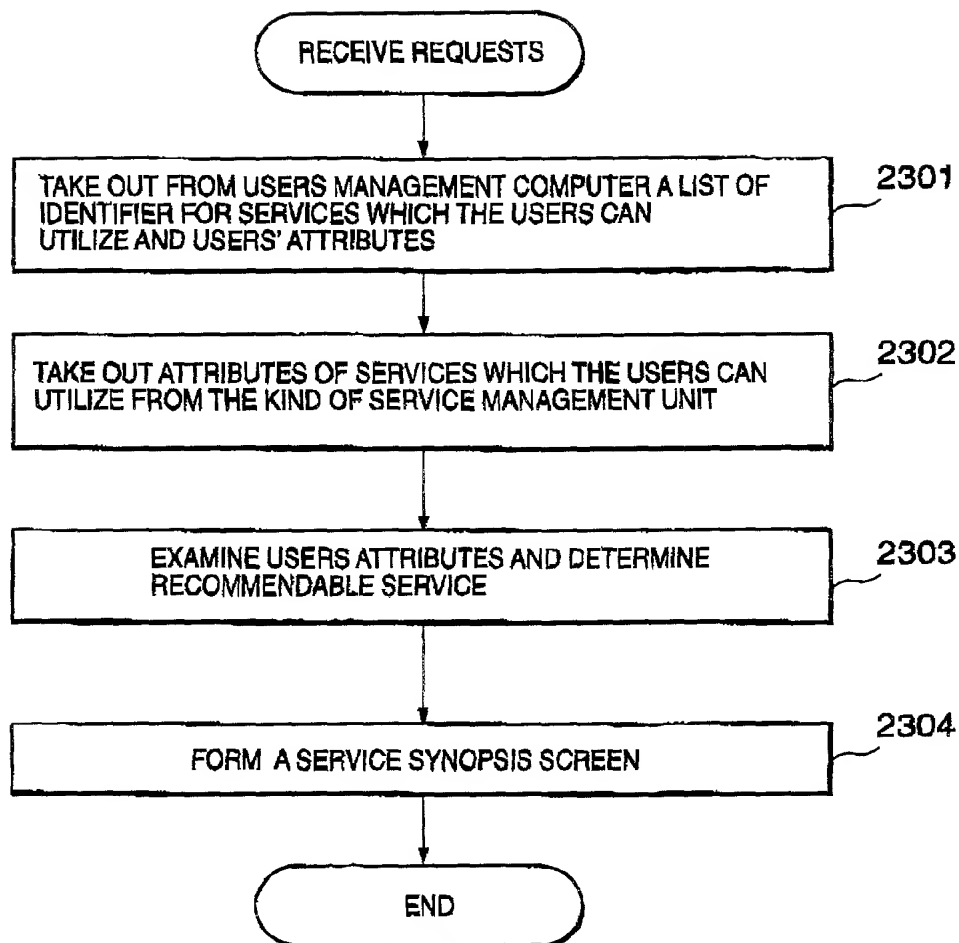 RECEIVE REQUESTS
2301
TAKE OUT FROM USERS MANAGEMENT COMPUTER A LIST OF
IDENTIFIER FOR SERVICES WHICH THE USERS CAN
UTILIZE AND USERS' ATTRIBUTES
2302
TAKE OUT ATTRIBUTES OF SERVICES WHICH THE USERS CAN
UTILIZE FROM THE KIND OF SERVICE MANAGEMENT UNIT
2303
EXAMINE USERS ATTRIBUTES AND DETERMINE
RECOMMENDABLE SERVICE
2304
FORM A SERVICE SYNOPSIS SCREEN
END